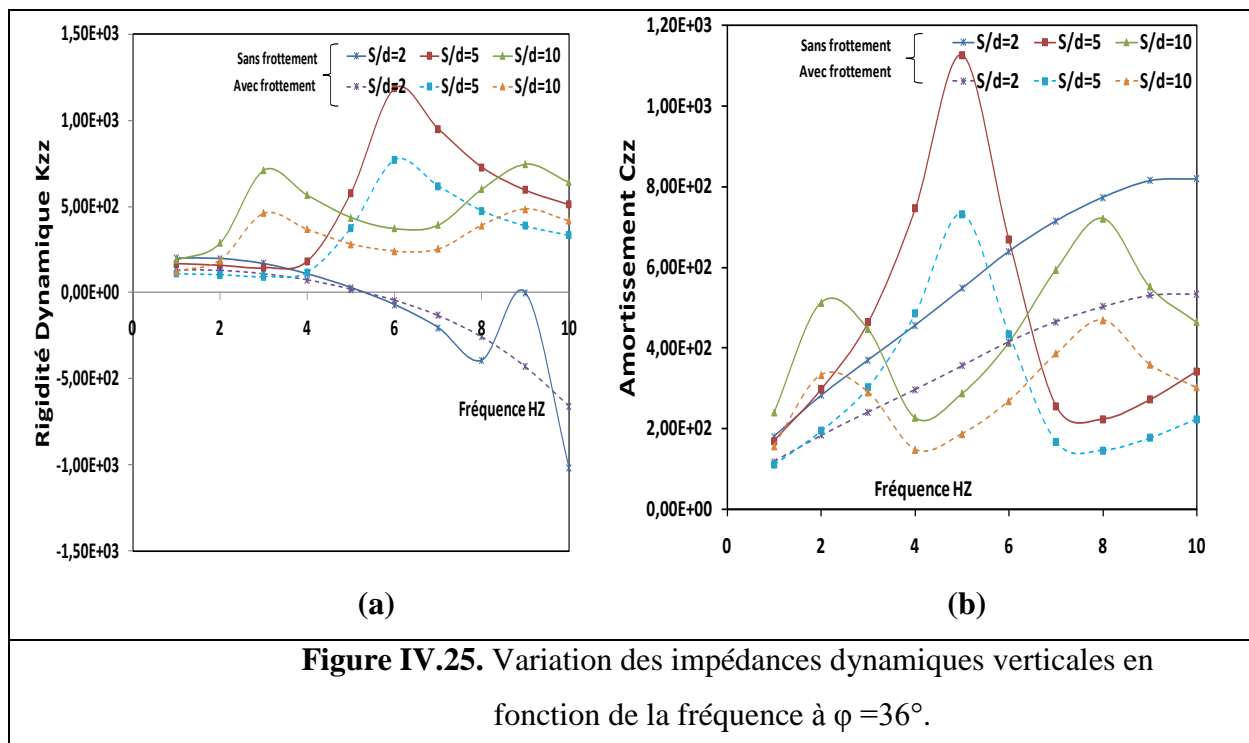 1,50E+03
1,00E+03
5,00E+02
0,00E+00
-5,00E+02
-1,00E+03
-1,50E+03
Rigidité Dynamique Kzz
Sans frottement
Avec frottement
S/d=2 S/d=5 S/d=10
S/d=2 S/d=5 S/d=10
0 2 4 6 8 10
Fréquence HZ
(a)
1,20E+03
1,00E+03
8,00E+02
6,00E+02
4,00E+02
2,00E+02
0,00E+00
Amortissement Czz
Sans frottement
Avec frottement
S/d=2 S/d=5 S/d=10
S/d=2 S/d=5 S/d=10
Fréquence HZ
0 2 4 6 8 10
(b)
Figure IV.25. Variation des impédances dynamiques verticales en
fonction de la fréquence à φ =36°.